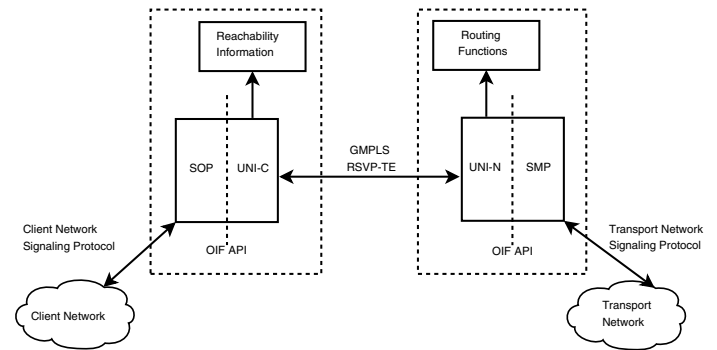 Reachability
Information
Routing
Functions
SOP
UNI-C
GMPLS
RSVP-TE
UNI-N
SMP
Client Network
Signaling Protocol
OIF API
OIF API
Transport Network
Signaling Protocol
Client Network
Transport
Network